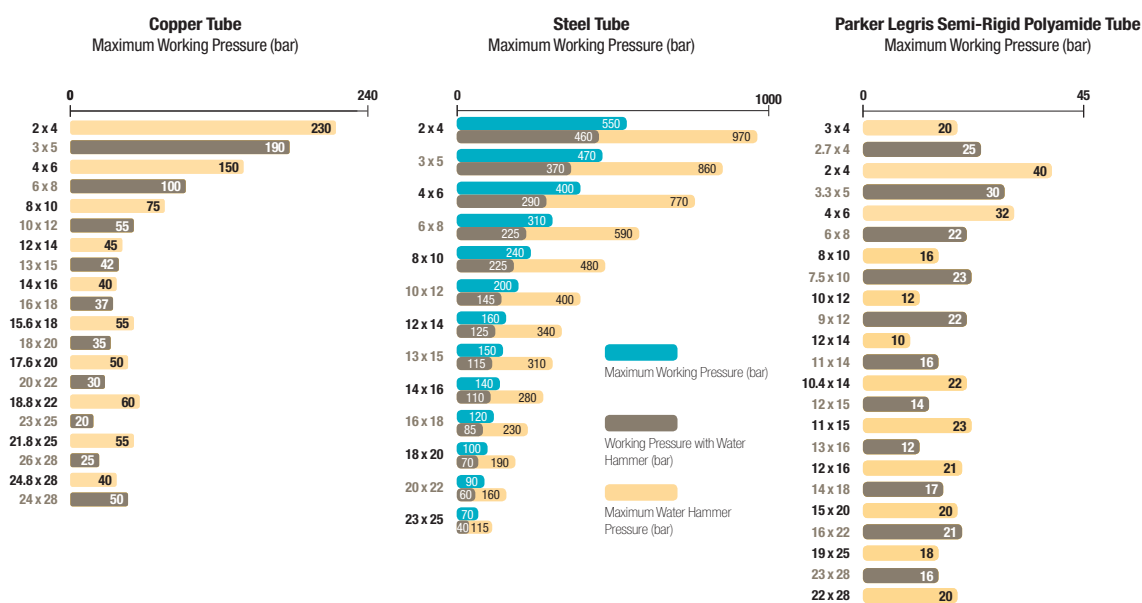 Copper Tube
Maximum Working Pressure (bar)
0 240
2 x 4 230
3 x 5 190
4 x 6 150
6 x 8 100
8 x 10 75
10 x 12 55
12 x 14 45
13 x 15 42
14 x 16 40
16 x 18 37
15.6 x 18 55
18 x 20 35
17.6 x 20 50
20 x 22 30
18.8 x 22 60
23 x 25 20
21.8 x 25 55
26 x 28 25
24.8 x 28 40
24 x 28 50
Steel Tube
Maximum Working Pressure (bar)
0 1000
2 x 4 550
460 970
3 x 5 470
370 860
4 x 6 400
290 770
6 x 8 310
225 590
8 x 10 240
225 480
10 x 12 200
145 400
12 x 14 160
125 340
13 x 15 150
115 310
14 x 16 140
110 280
16 x 18 120
85 230
18 x 20 100
70 190
20 x 22 90
60 160
23 x 25 70
40 115
Maximum Working Pressure (bar)
Working Pressure with Water
Hammer (bar)
Maximum Water Hammer
Pressure (bar)
Parker Legris Semi-Rigid Polyamide Tube
Maximum Working Pressure (bar)
0 45
3 x 4 20
2.7 x 4 25
2 x 4 40
3.3 x 5 30
4 x 6 32
6 x 8 22
8 x 10 16
7.5 x 10 23
10 x 12 12
9 x 12 22
12 x 14 10
11 x 14 16
10.4 x 14 22
12 x 15 14
11 x 15 23
13 x 16 12
12 x 16 21
14 x 18 17
15 x 20 20
16 x 22 21
19 x 25 18
23 x 28 16
22 x 28 20